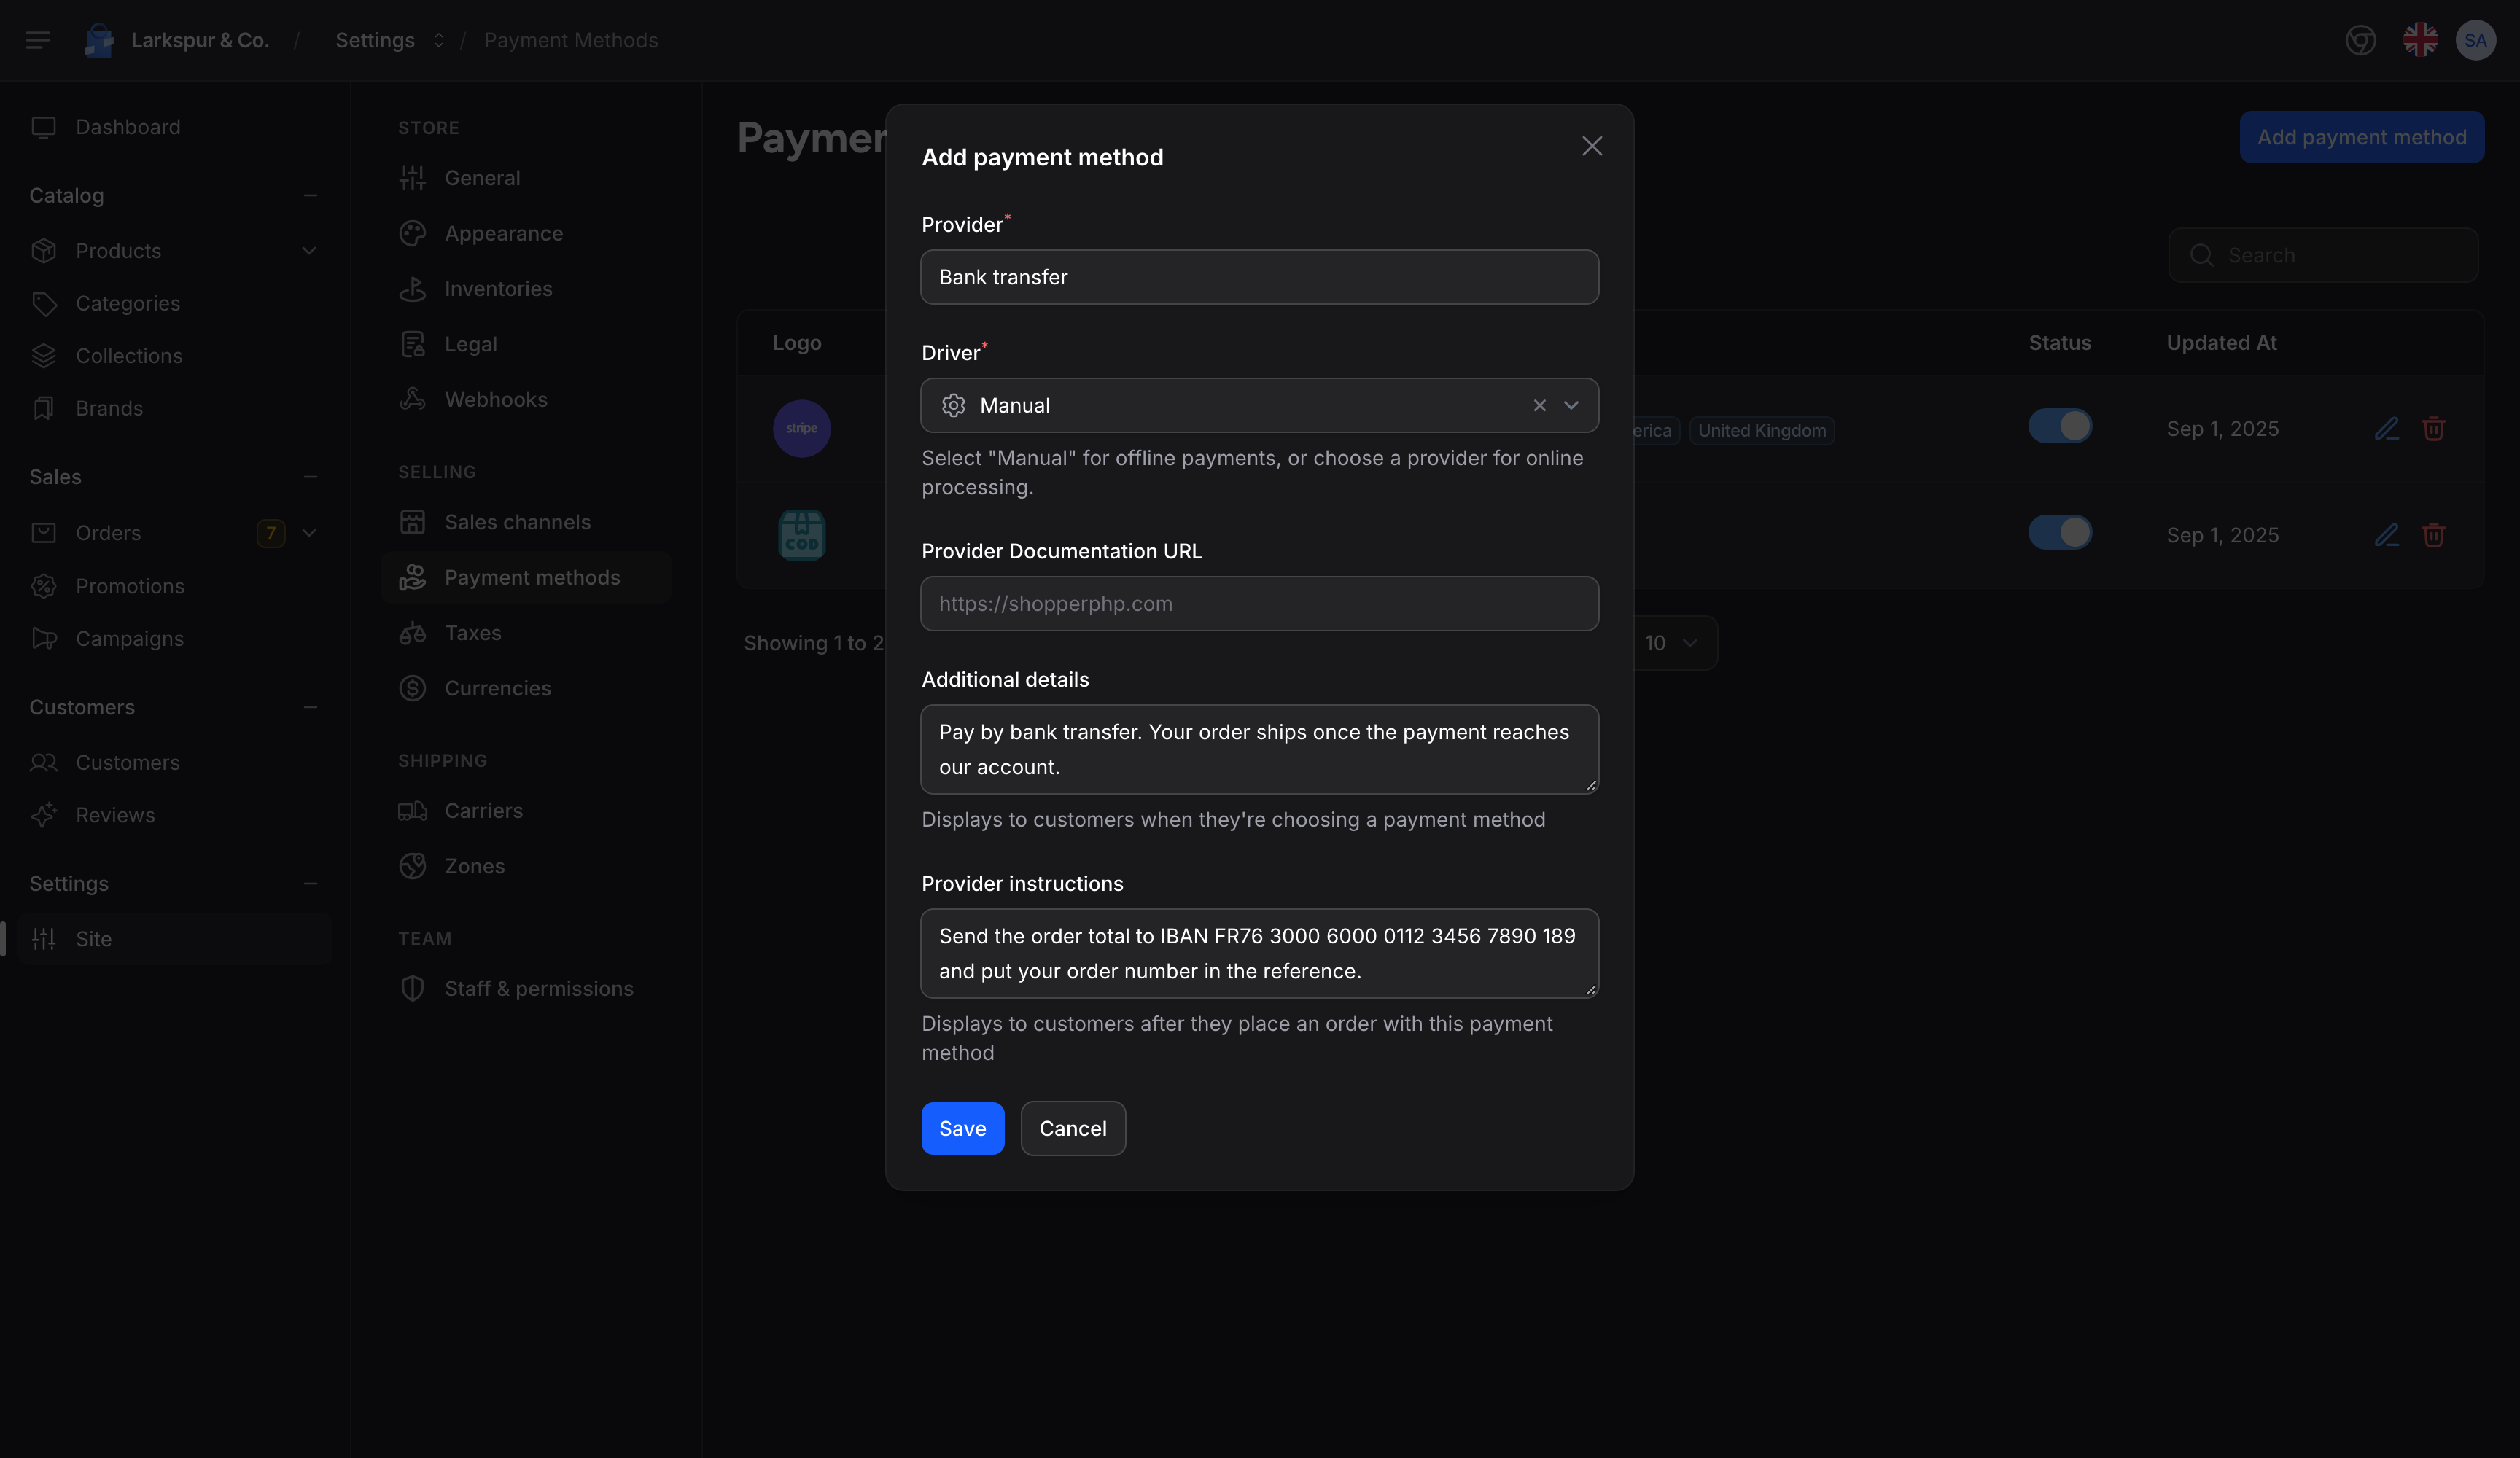 Larkspur & Co. / Settings / Payment Methods
SA
Dashboard
Catalog
Products
Categories
Collections
Brands
Sales
Orders 7
Promotions
Campaigns
Customers
Customers
Reviews
Settings
Site
STORE
General
Appearance
Inventories
Legal
Webhooks
SELLING
Sales channels
Payment methods
Taxes
Currencies
SHIPPING
Carriers
Zones
TEAM
Staff & permissions
Add payment method
Search
Logo
Status
Updated At
stripe
United Kingdom
Sep 1, 2025
COD
Sep 1, 2025
Showing 1 to 2
10
Add payment method
Provider*
Bank transfer
Driver*
Manual
Select "Manual" for offline payments, or choose a provider for online
processing.
Provider Documentation URL
https://shopperphp.com
Additional details
Pay by bank transfer. Your order ships once the payment reaches
our account.
Displays to customers when they're choosing a payment method
Provider instructions
Send the order total to IBAN FR76 3000 6000 0112 3456 7890 189
and put your order number in the reference.
Displays to customers after they place an order with this payment
method
Save
Cancel